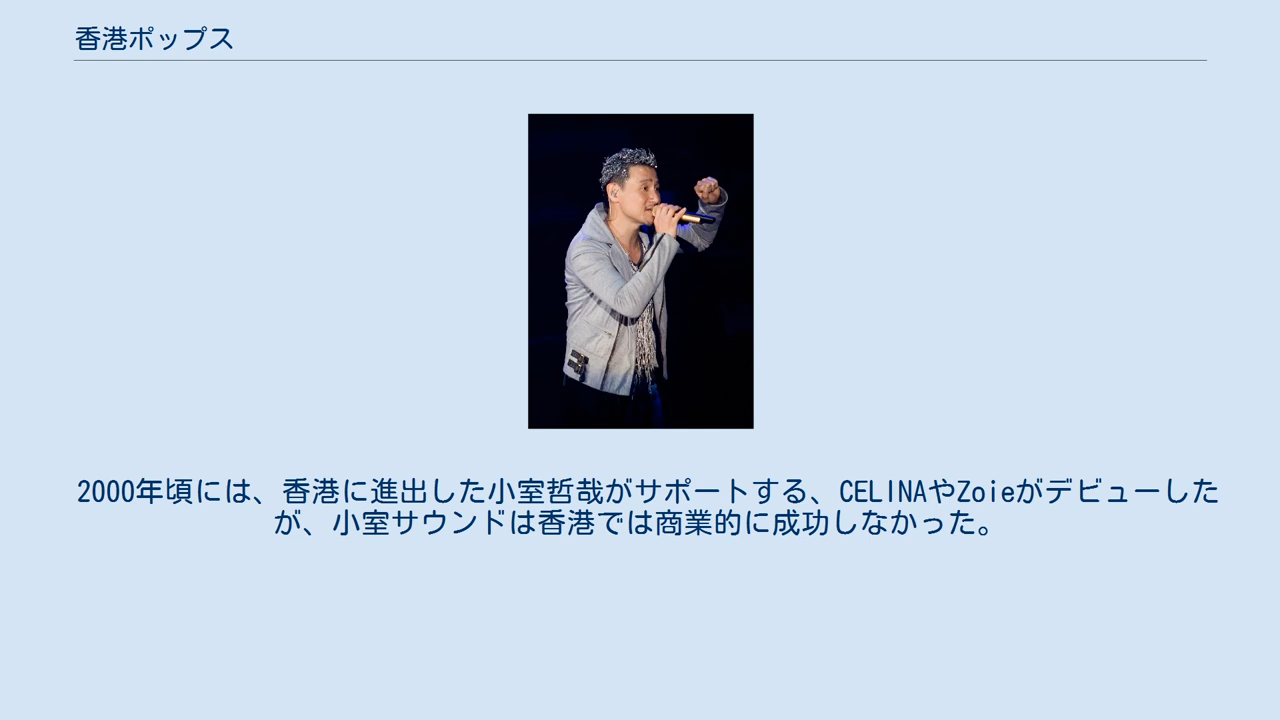 香港ポップス
2000年頃には、香港に進出した小室哲哉がサポートする、CELINAやZoieがデビューした
が、小室サウンドは香港では商業的に成功しなかった。